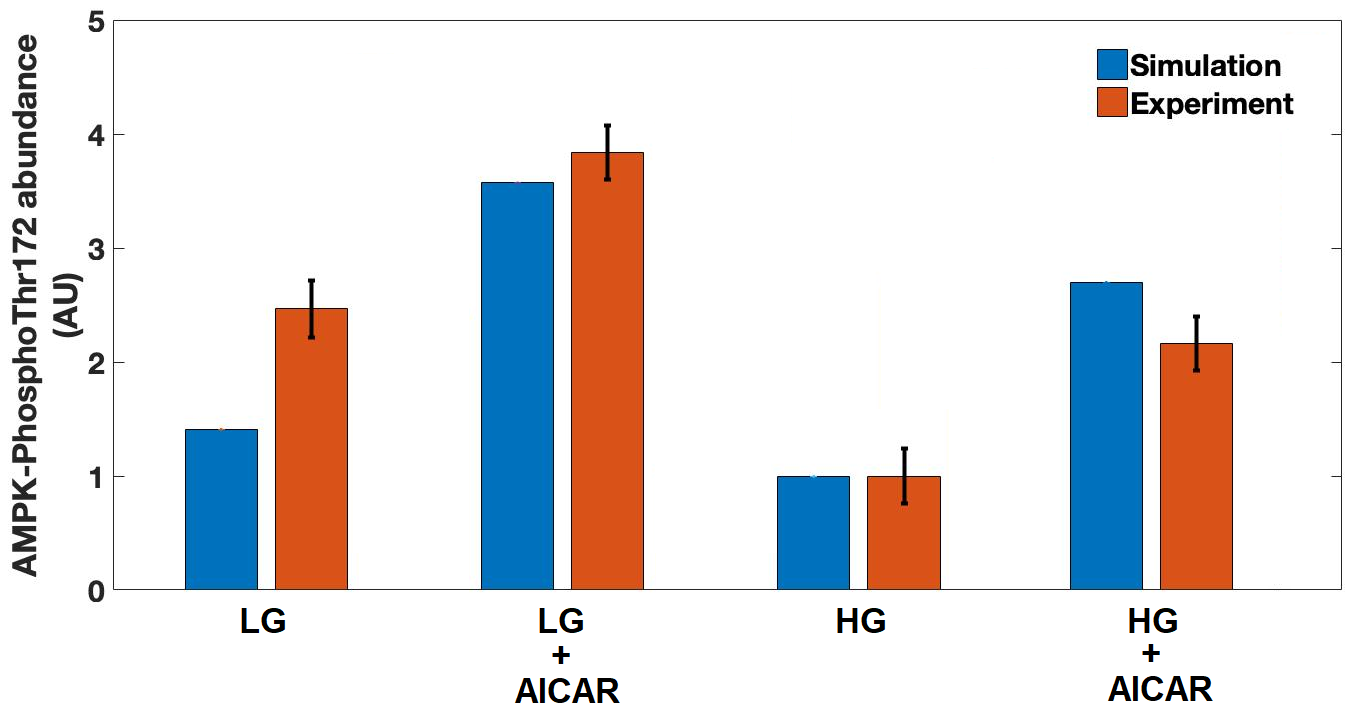 AMPK-PhosphoThr172 abundance
(AU)
5
4
3
2
1
0
Simulation
Experiment
LG
LG
+
AICAR
HG
HG
+
AICAR